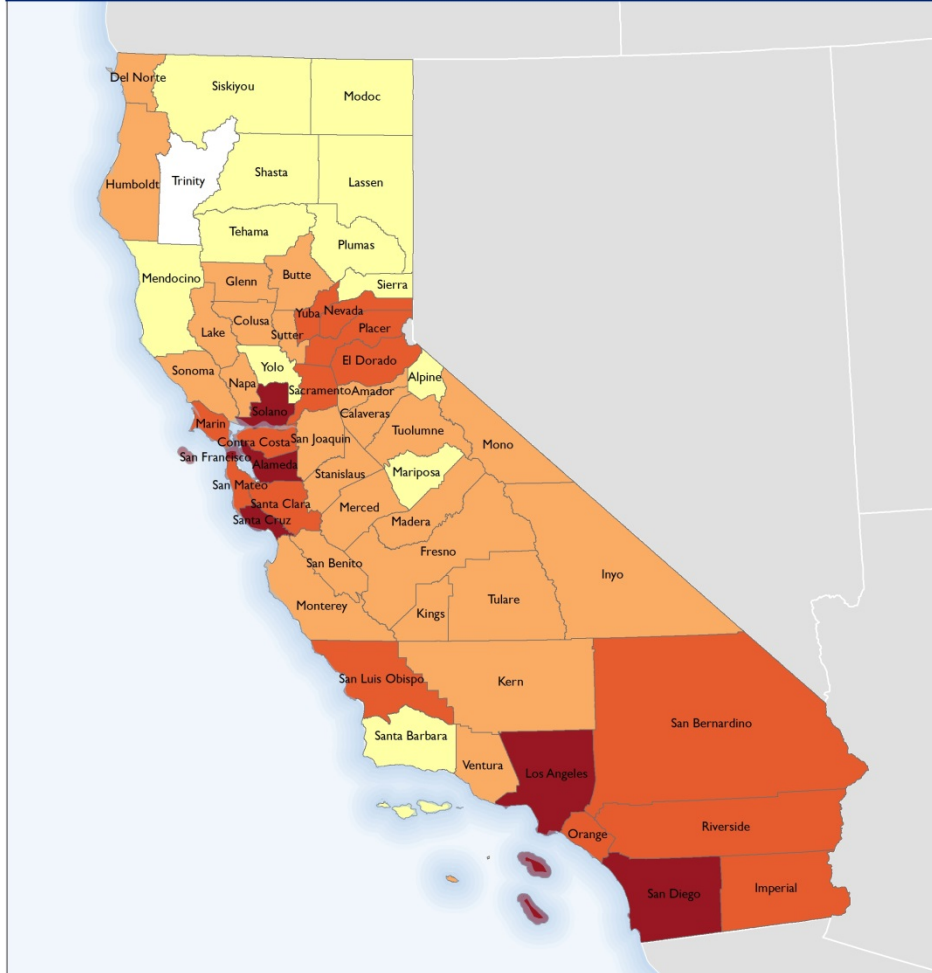 Del Norte
Siskiyou
Modoc
Humboldt
Trinity
Shasta
Lassen
Tehama
Plumas
Mendocino
Glenn
Butte
Sierra
Lake
Colusa
Sutter
Yuba
Nevada
Placer
Sonoma
Napa
Yolo
El Dorado
Alpine
Sacramento
Amador
Solano
Marin
Calaveras
Tuolumne
Mono
Contra Costa
San Joaquin
San Francisco
Alameda
Stanislaus
Mariposa
San Mateo
Santa Clara
Merced
Santa Cruz
Madera
Fresno
San Benito
Inyo
Monterey
Kings
Tulare
San Luis Obispo
Kern
San Bernardino
Santa Barbara
Ventura
Los Angeles
Orange
Riverside
San Diego
Imperial